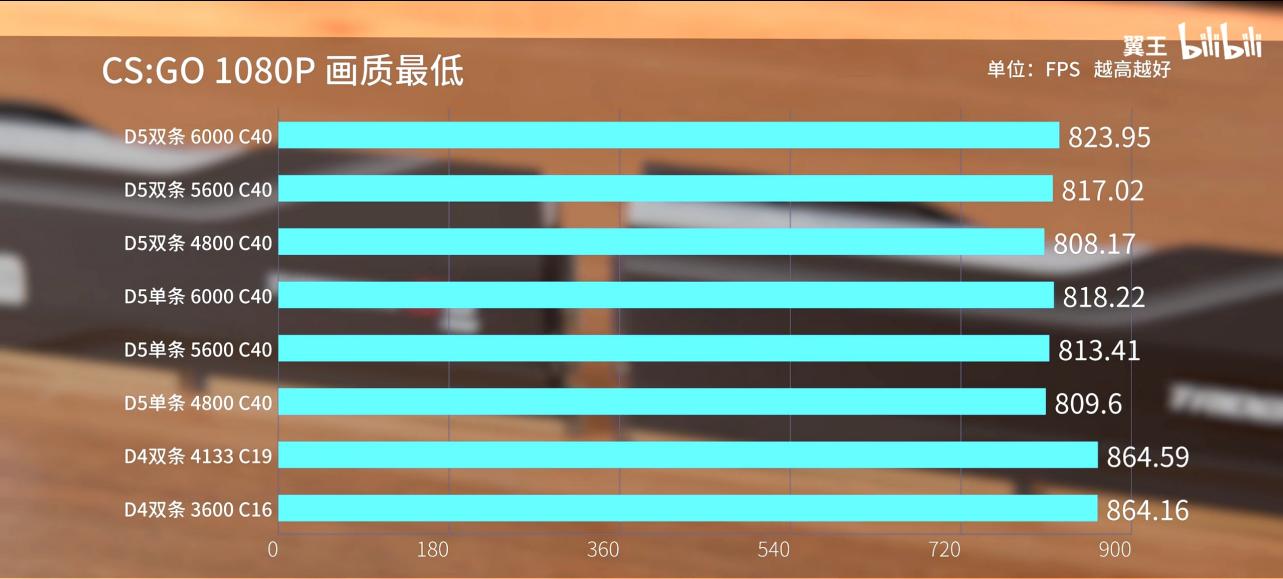 翼王 bilibili
CS:GO 1080P 画质最低
单位：FPS 越高越好
D5双条 6000 C40 823.95
D5双条 5600 C40 817.02
D5双条 4800 C40 808.17
D5单条 6000 C40 818.22
D5单条 5600 C40 813.41
D5单条 4800 C40 809.6
D4双条 4133 C19 864.59
D4双条 3600 C16 864.16
0 180 360 540 720 900